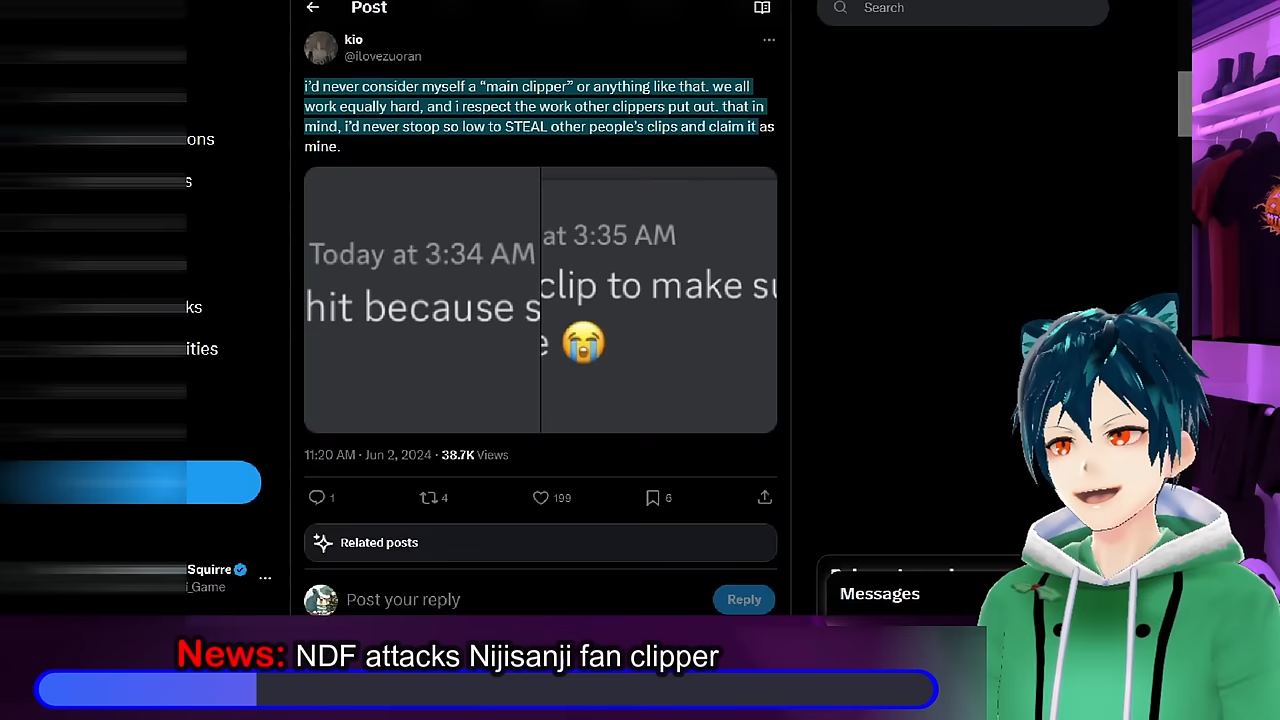 Post
Search
kio
@ilovezuoran
i'd never consider myself a “main clipper” or anything like that. we all
work equally hard, and i respect the work other clippers put out. that in
mind, i'd never stoop so low to STEAL other people's clips and claim it as
mine.
ons
s
ks
ities
Today at 3:34 AM
hit because s
at 3:35 AM
clip to make su
e 😭
11:20 AM · Jun 2, 2024 · 38.7K Views
1
4
199
6
Related posts
Squirre
i_Game
Post your reply
Reply
Messages
News: NDF attacks Nijisanji fan clipper